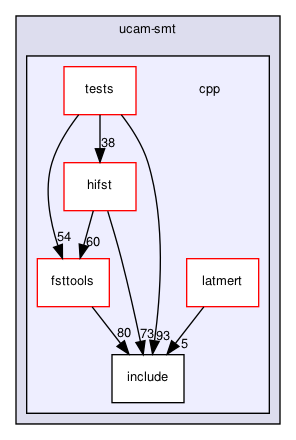 ucam-smt
tests
cpp
38
hifst
54
60
fsttools
latmert
80
73
93
5
include